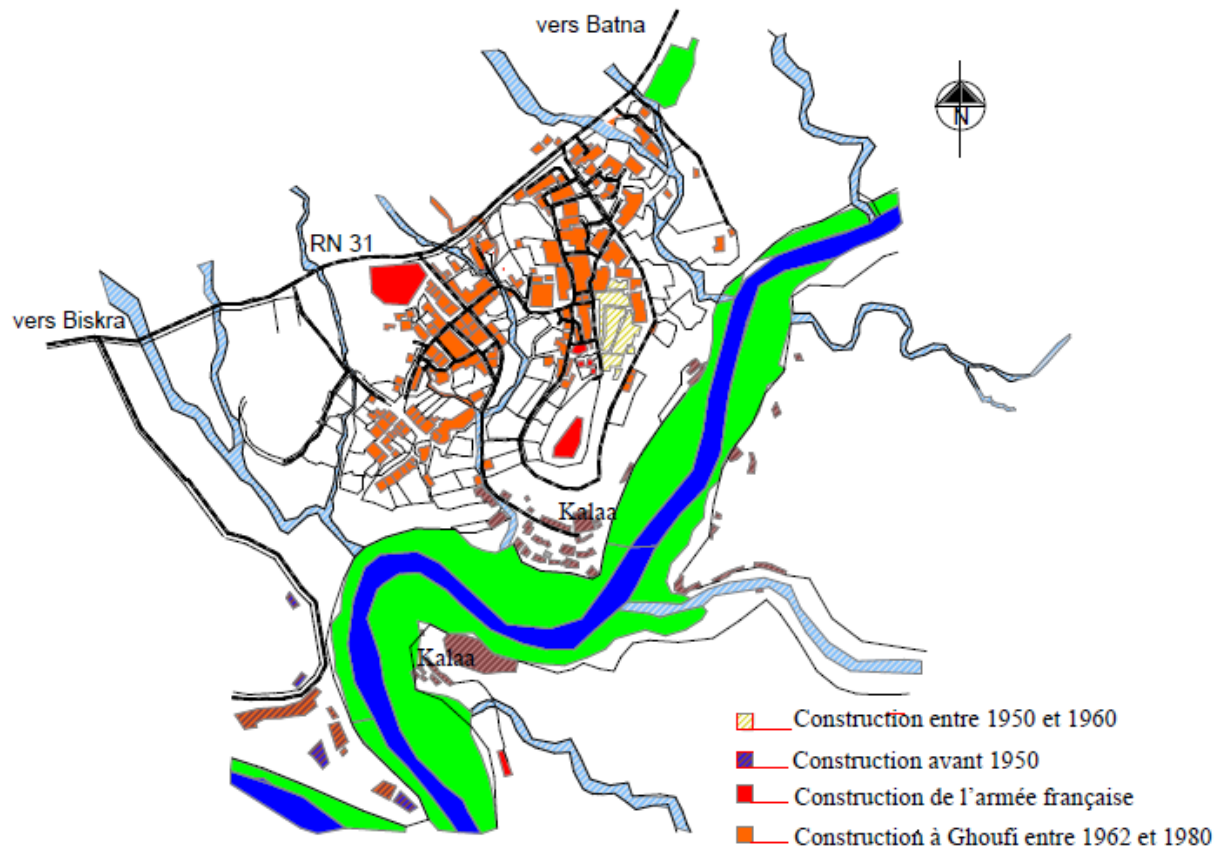 vers Batna
N
RN 31
vers Biskra
Kalaa
Kalaa
Construction entre 1950 et 1960
Construction avant 1950
Construction de l'armée française
Construction à Ghoufi entre 1962 et 1980